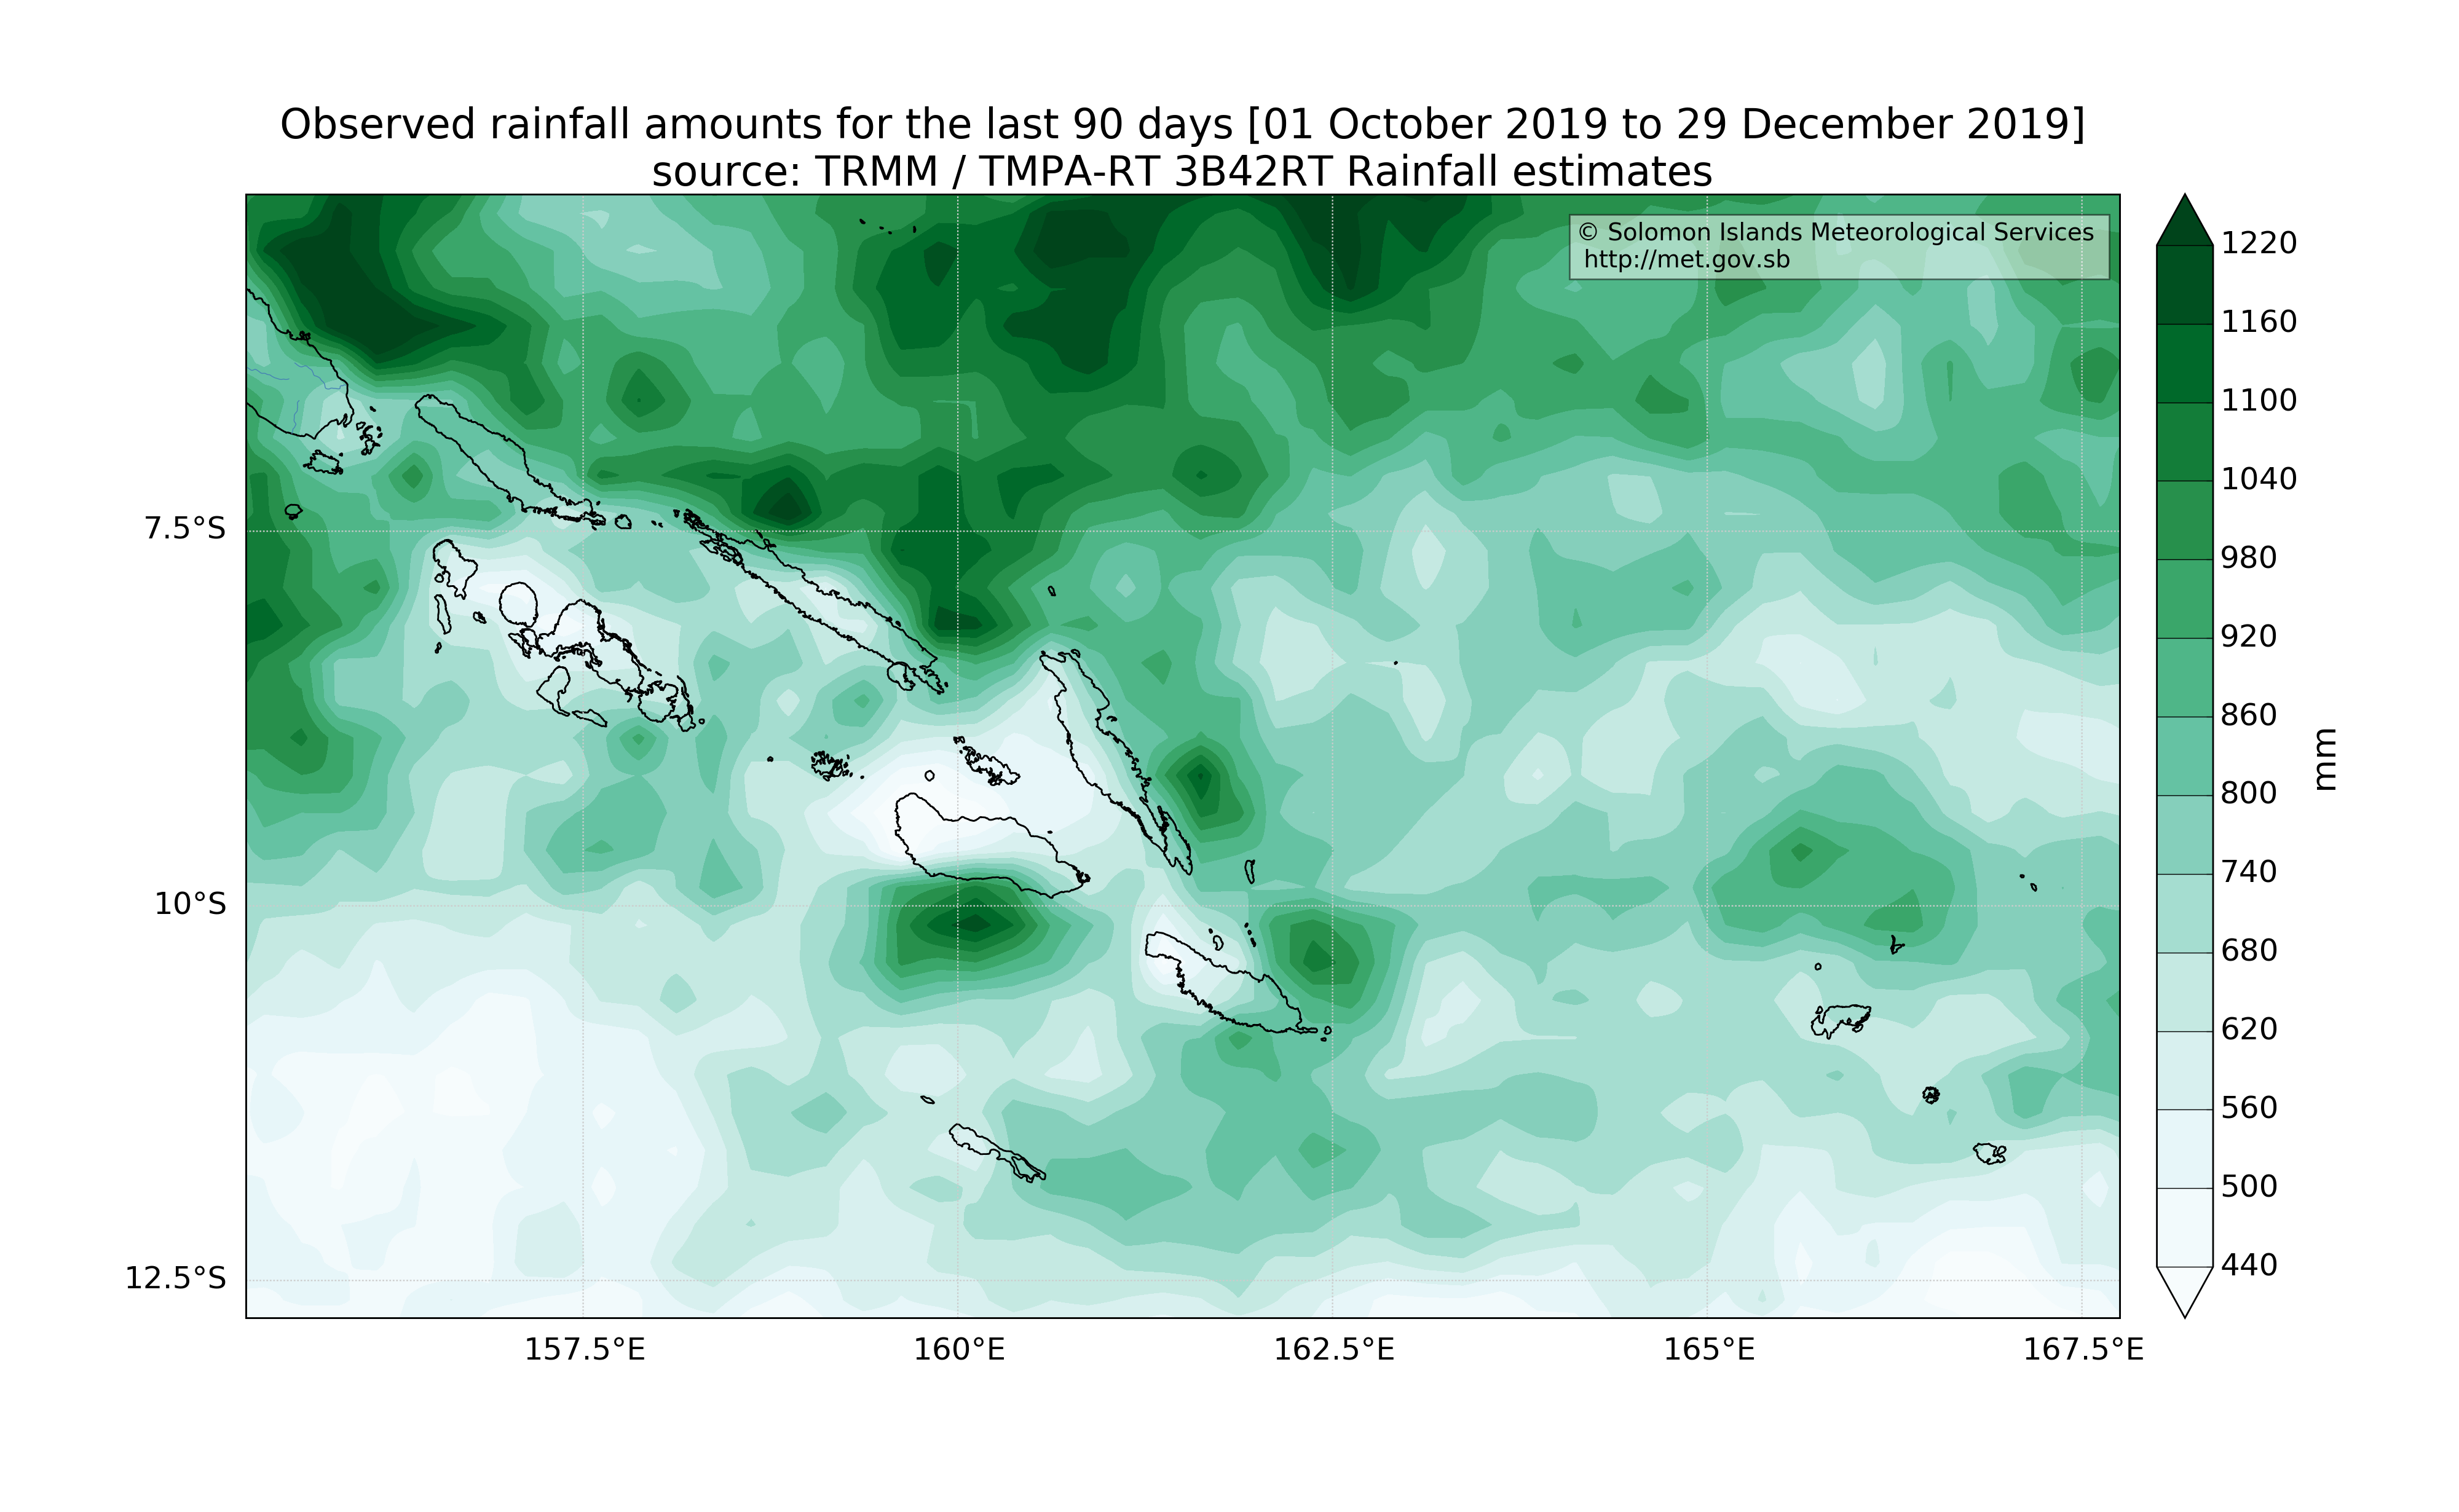 Observed rainfall amounts for the last 90 days [01 October 2019 to 29 December 2019]
source: TRMM / TMPA-RT 3B42RT Rainfall estimates
© Solomon Islands Meteorological Services
http://met.gov.sb
7.5°S
10°S
12.5°S
157.5°E
160°E
162.5°E
165°E
167.5°E
1220
1160
1100
1040
980
920
860
800
740
680
620
560
500
440
mm